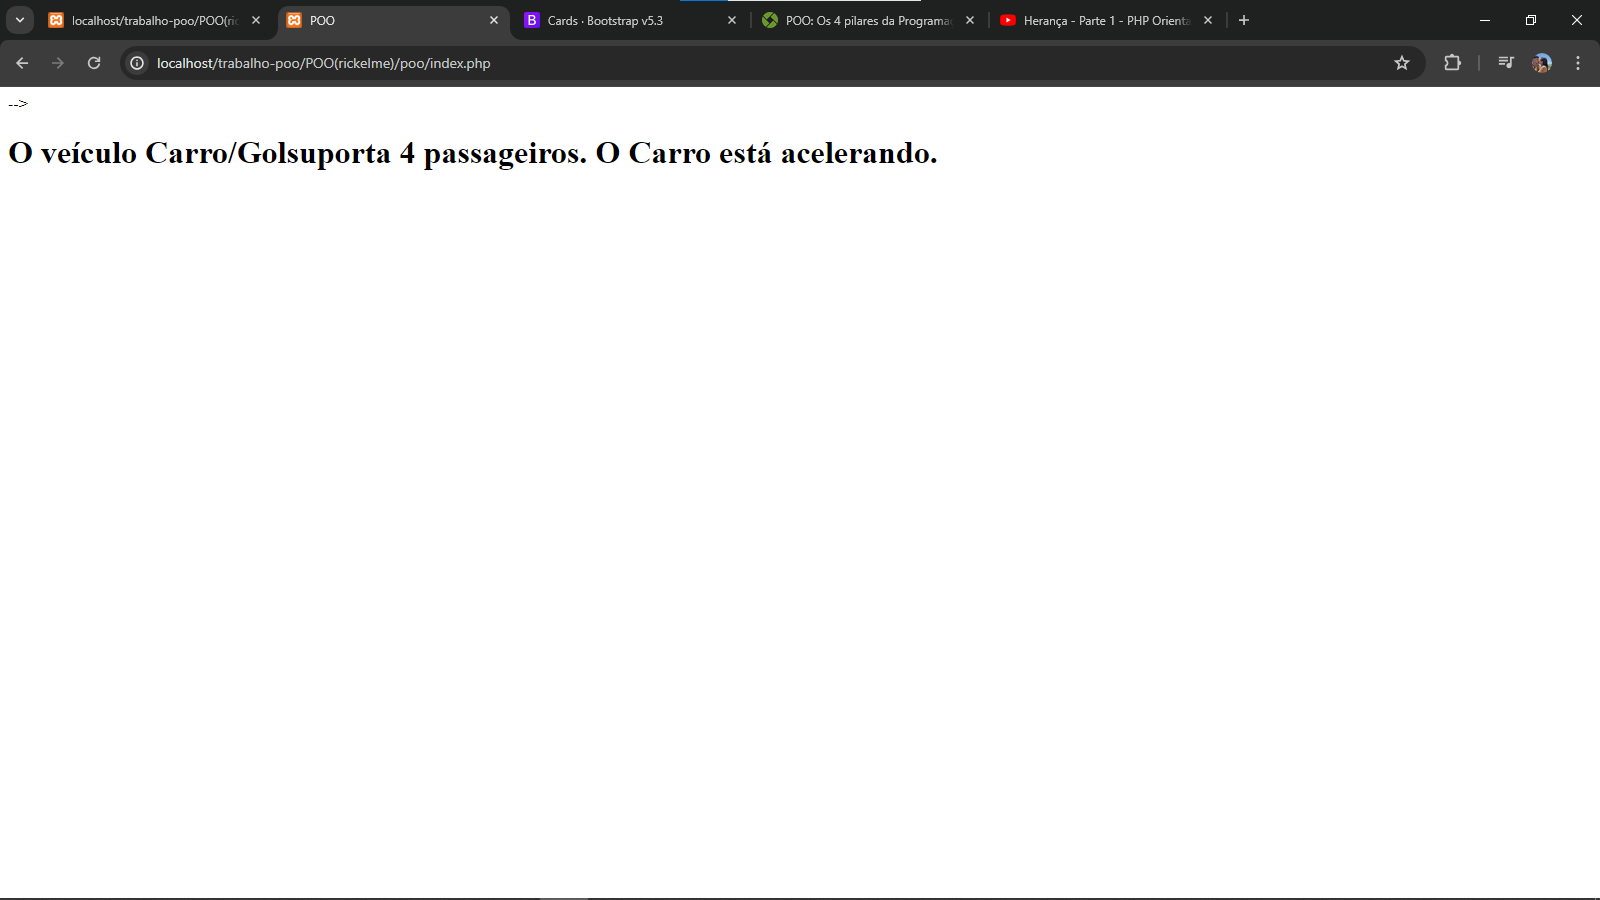 localhost/trabalho-poo/POO(ric
POO
Cards · Bootstrap v5.3
POO: Os 4 pilares da Programaç
Herança - Parte 1 - PHP Orienta
localhost/trabalho-poo/POO(rickelme)/poo/index.php
-->
O veículo Carro/Golsuporta 4 passageiros. O Carro está acelerando.